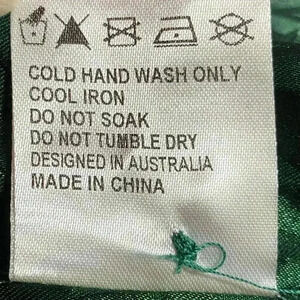 COLD HAND WASH ONLY
COOL IRON
DO NOT SOAK
DO NOT TUMBLE DRY
DESIGNED IN AUSTRALIA
MADE IN CHINA